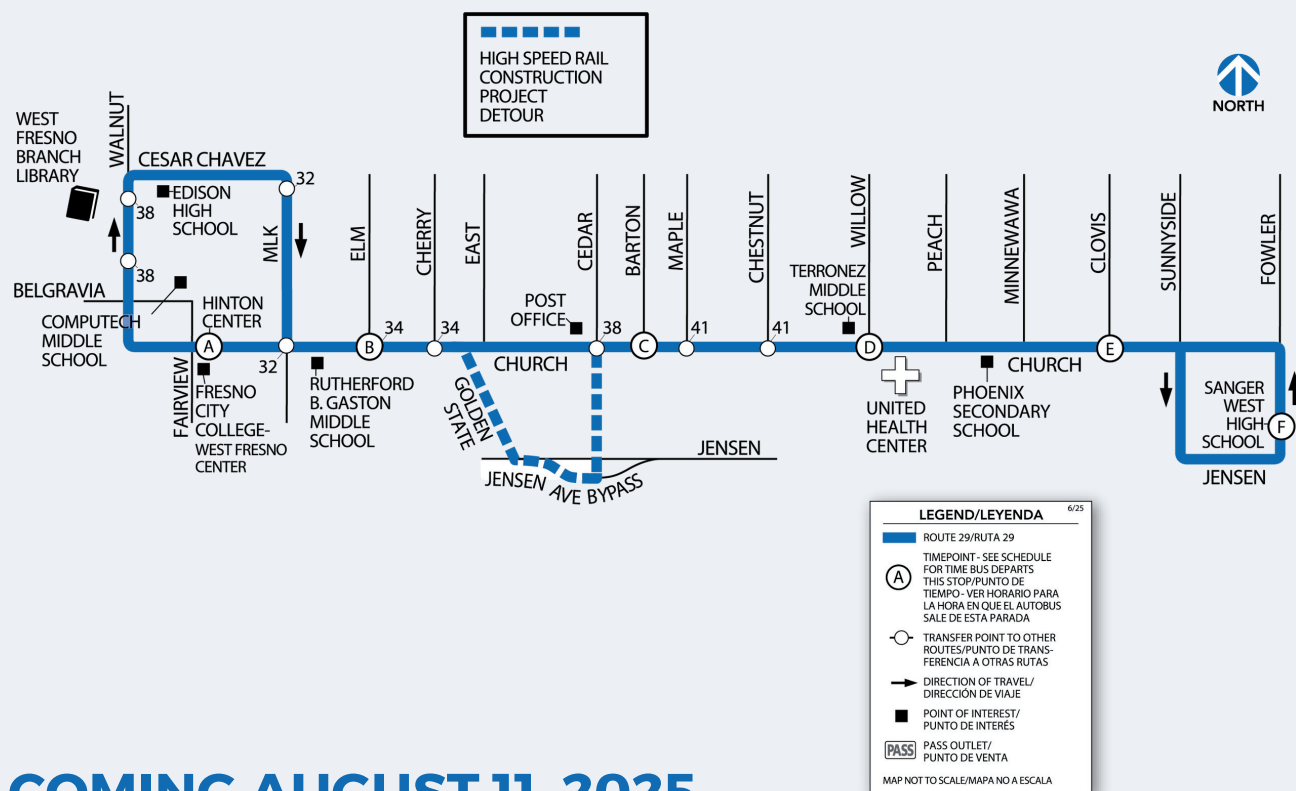 HIGH SPEED RAIL
CONSTRUCTION
PROJECT
DETOUR
NORTH
WEST
FRESNO
BRANCH
LIBRARY
WALNUT
CESAR CHAVEZ
32
38
EDISON
HIGH
SCHOOL
MLK
38
BELGRAVIA
COMPUTECH
MIDDLE
SCHOOL
HINTON
CENTER
A
32
FAIRVIEW
FRESNO
CITY
COLLEGE-
WEST FRESNO
CENTER
RUTHERFORD
B. GASTON
MIDDLE
SCHOOL
ELM
34
B
CHERRY
34
EAST
GOLDEN
STATE
CHURCH
POST
OFFICE
CEDAR
38
BARTON
C
MAPLE
41
CHESTNUT
41
JENSEN
JENSEN AVE BYPASS
TERRONEZ
MIDDLE
SCHOOL
WILLOW
D
UNITED
HEALTH
CENTER
PEACH
MINNEWAWA
CHURCH
PHOENIX
SECONDARY
SCHOOL
CLOVIS
E
SUNNYSIDE
FOWLER
SANGER
WEST
HIGH
SCHOOL
F
JENSEN
LEGEND/LEYENDA 6/25
ROUTE 29/RUTA 29
A
TIMEPOINT - SEE SCHEDULE
FOR TIME BUS DEPARTS
THIS STOP/PUNTO DE
TIEMPO - VER HORARIO PARA
LA HORA EN QUE EL AUTOBUS
SALE DE ESTA PARADA
TRANSFER POINT TO OTHER
ROUTES/PUNTO DE TRANS-
FERENCIA A OTRAS RUTAS
DIRECTION OF TRAVEL/
DIRECCIÓN DE VIAJE
POINT OF INTEREST/
PUNTO DE INTERÉS
PASS
PASS OUTLET/
PUNTO DE VENTA
MAP NOT TO SCALE/MAPA NO A ESCALA
COMING AUGUST 11, 2025